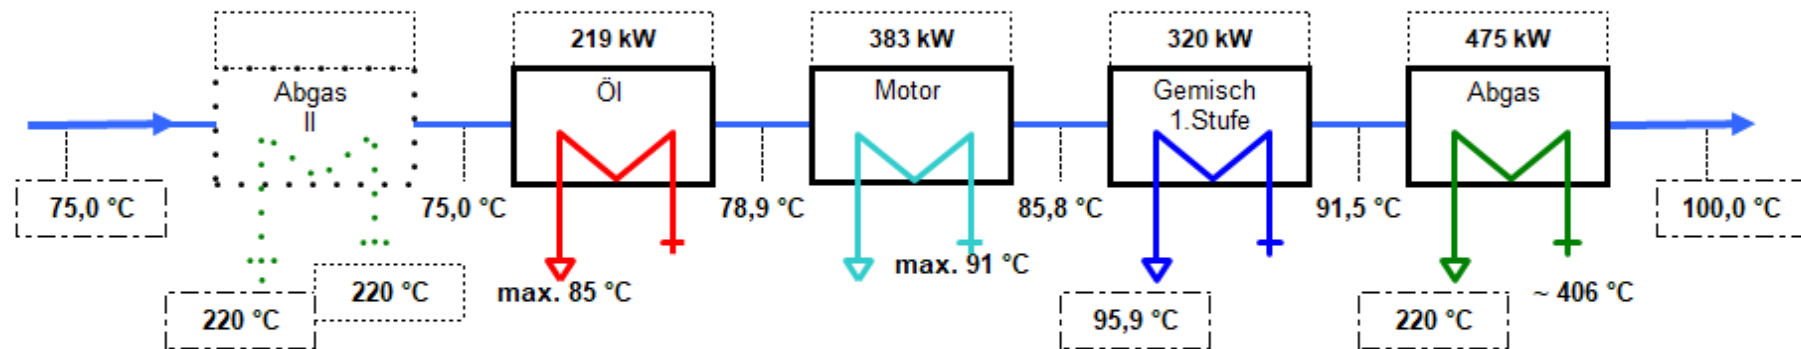 219 kW
383 kW
320 kW
475 kW
Abgas
II
Öl
Motor
Gemisch
1.Stufe
Abgas
75,0 °C
75,0 °C
78,9 °C
85,8 °C
91,5 °C
100,0 °C
220 °C
220 °C
max. 85 °C
max. 91 °C
95,9 °C
220 °C
~ 406 °C